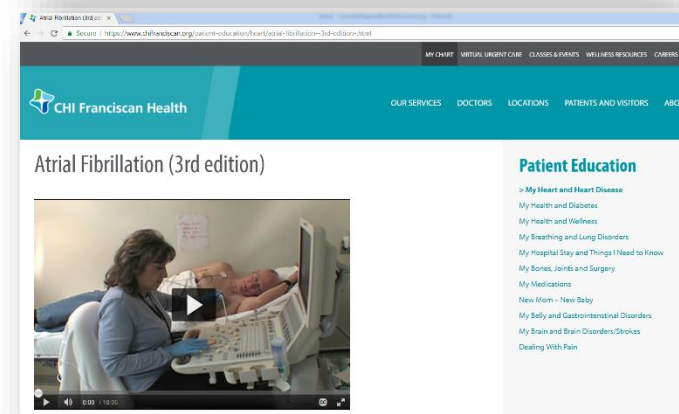 Atrial Fibrillation (3rd ed
Secure | https://www.chifranciscan.org/patient-education/heart/atrial-fibrillation--3rd-edition-.html
MY CHART VIRTUAL URGENT CARE CLASSES & EVENTS WELLNESS RESOURCES CAREERS
CHI Franciscan Health
OUR SERVICES DOCTORS LOCATIONS PATIENTS AND VISITORS ABO
Atrial Fibrillation (3rd edition)
Patient Education
> My Heart and Heart Disease
My Health and Diabetes
My Health and Wellness
My Breathing and Lung Disorders
My Hospital Stay and Things I Need to Know
My Bones, Joints and Surgery
My Medications
New Mom – New Baby
My Belly and Gastrointenstinal Disorders
My Brain and Brain Disorders/Strokes
Dealing With Pain
0:00